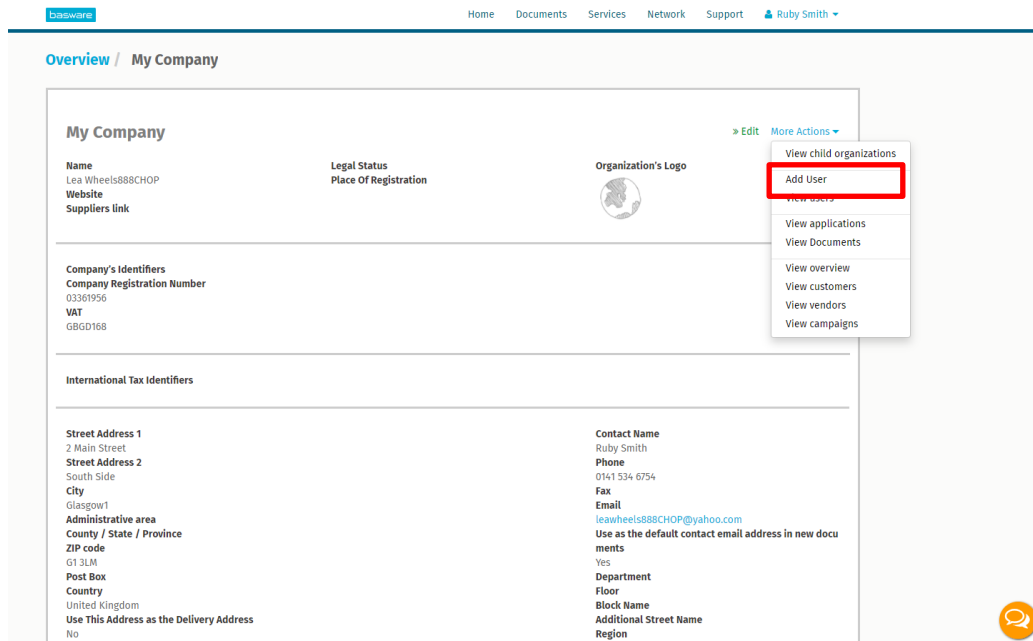 basware
Home Documents Services Network Support Ruby Smith
Overview / My Company
My Company
» Edit More Actions
Name
Lea Wheels888CHOP
Website
Suppliers link
Legal Status
Place Of Registration
Organization's Logo
View child organizations
Add User
View users
View applications
View Documents
View overview
View customers
View vendors
View campaigns
Company's Identifiers
Company Registration Number
03361956
VAT
GBGD168
International Tax Identifiers
Street Address 1
2 Main Street
Street Address 2
South Side
City
Glasgow1
Administrative area
County / State / Province
ZIP code
G1 3LM
Post Box
Country
United Kingdom
Use This Address as the Delivery Address
No
Contact Name
Ruby Smith
Phone
0141 534 6754
Fax
Email
leawheels888CHOP@yahoo.com
Use as the default contact email address in new docu
ments
Yes
Department
Floor
Block Name
Additional Street Name
Region